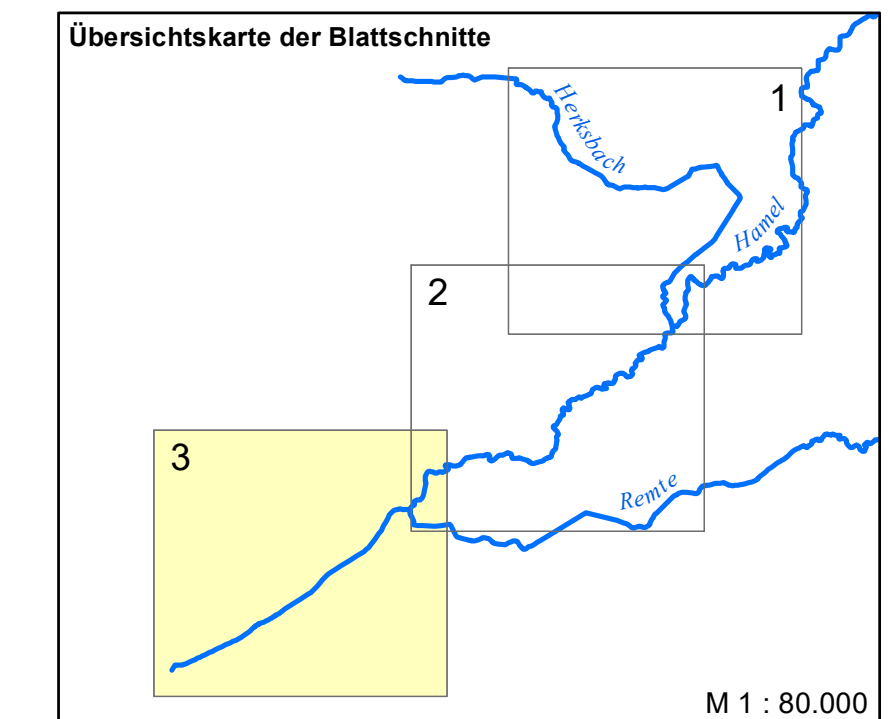 Übersichtskarte der Blattschnitte
1
Herksbach
Hamel
2
3
Remte
M 1 : 80.000